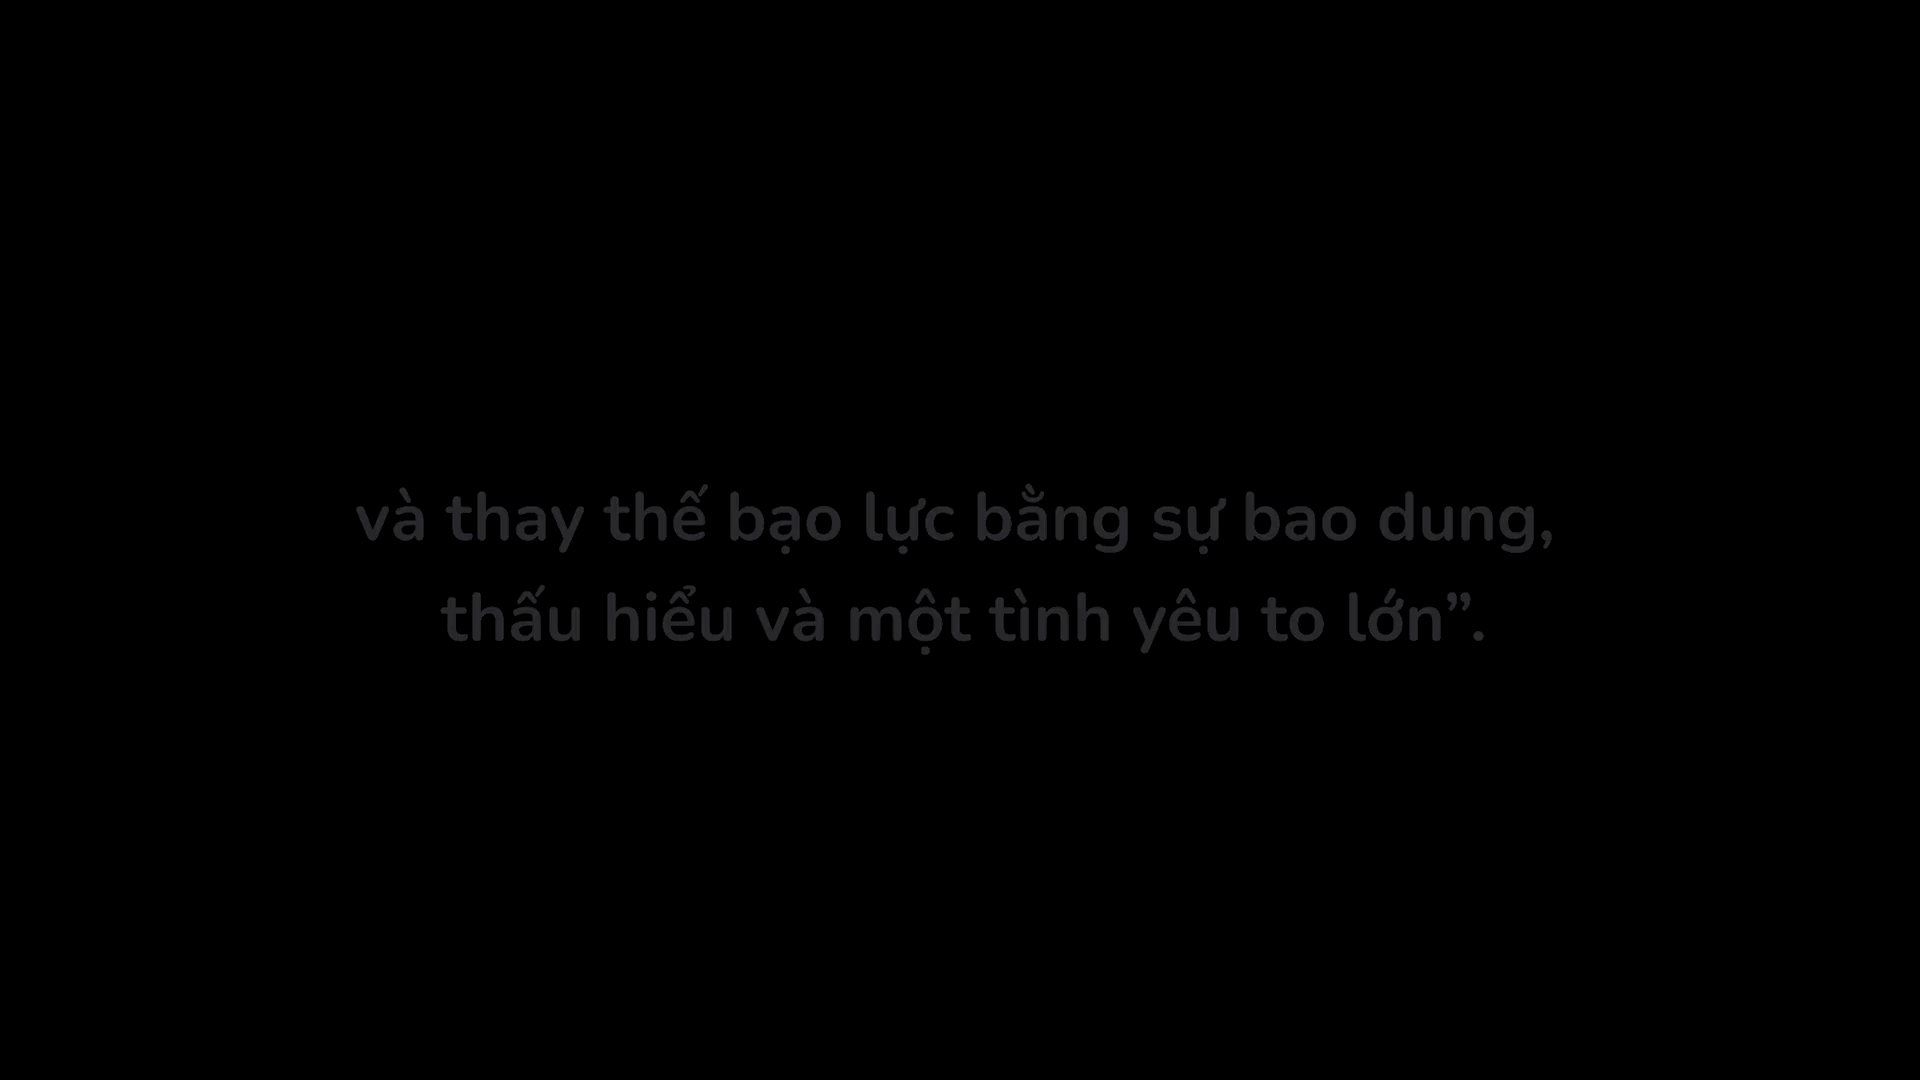 và thay thế bạo lực bằng sự bao dung,
thấu hiểu và một tình yêu to lớn”.